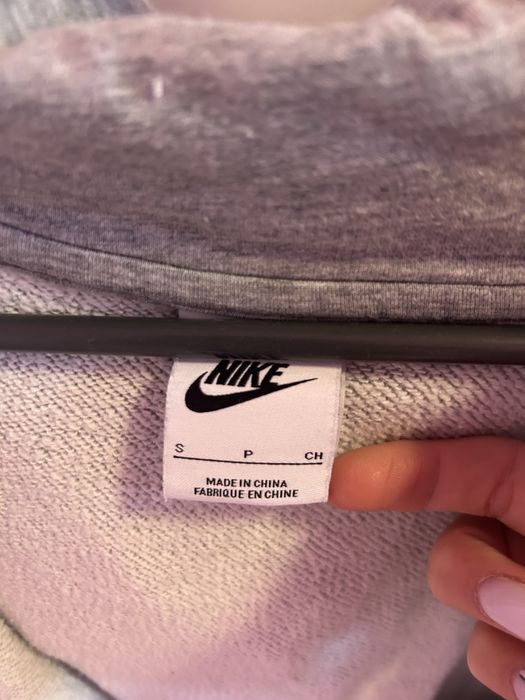 NIKE
S P CH
MADE IN CHINA
FABRIQUE EN CHINE